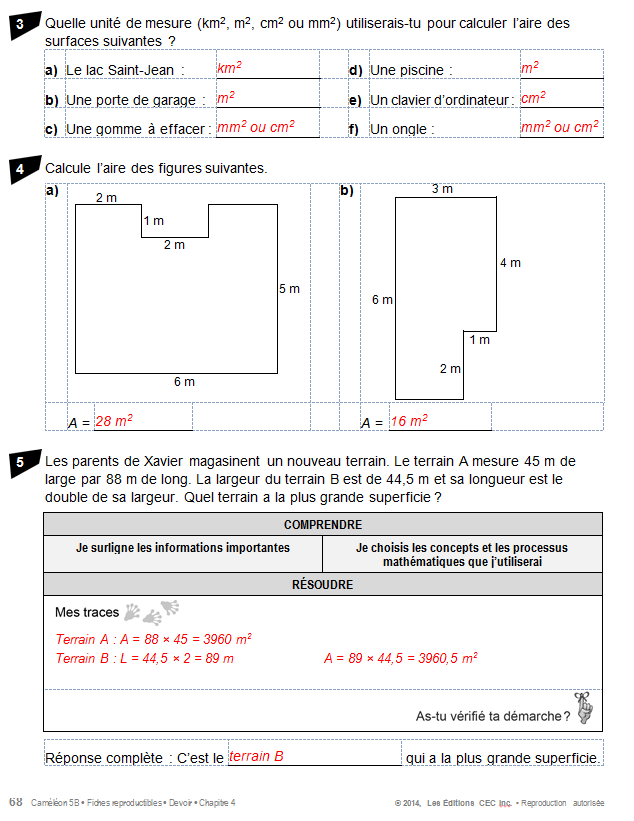 3 Quelle unité de mesure (km², m², cm² ou mm²) utiliserais-tu pour calculer l'aire des
surfaces suivantes ?
a) Le lac Saint-Jean : km² d) Une piscine : m²
b) Une porte de garage : m² e) Un clavier d'ordinateur : cm²
c) Une gomme à effacer : mm² ou cm² f) Un ongle : mm² ou cm²
4 Calcule l'aire des figures suivantes.
a) b)
2 m
1 m
2 m
5 m
6 m
3 m
4 m
6 m
1 m
2 m
A = 28 m² A = 16 m²
5 Les parents de Xavier magasinent un nouveau terrain. Le terrain A mesure 45 m de
large par 88 m de long. La largeur du terrain B est de 44,5 m et sa longueur est le
double de sa largeur. Quel terrain a la plus grande superficie ?
COMPRENDRE
Je surligne les informations importantes
Je choisis les concepts et les processus
mathématiques que j'utiliserai
RÉSOUDRE
Mes traces
Terrain A : A = 88 × 45 = 3960 m²
Terrain B : L = 44,5 × 2 = 89 m A = 89 × 44,5 = 3960,5 m²
As-tu vérifié ta démarche ?
Réponse complète : C'est le terrain B qui a la plus grande superficie.
68 Caméléon 5B • Fiches reproductibles • Devoir • Chapitre 4 © 2014, Les Éditions CEC Inc. • Reproduction autorisée